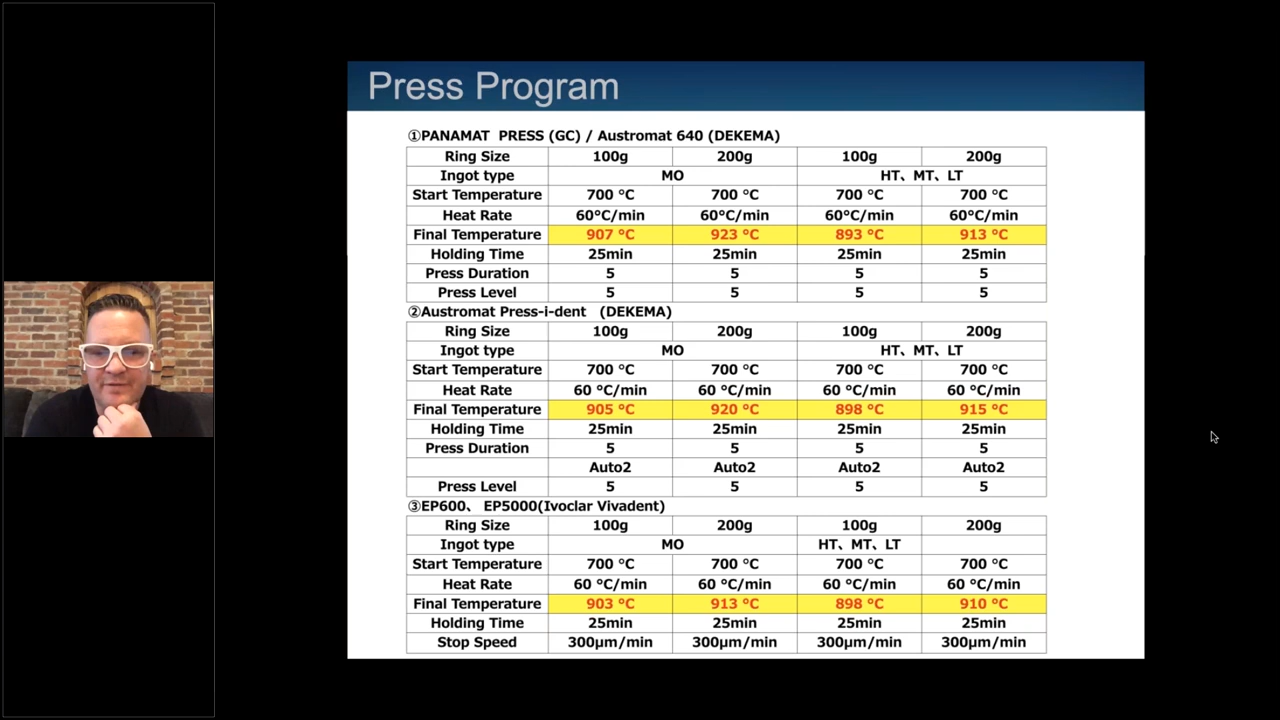 Press Program
①PANAMAT PRESS (GC) / Austromat 640 (DEKEMA)
Ring Size 100g 200g 100g 200g
Ingot type MO HT、MT、LT
Start Temperature 700 °C 700 °C 700 °C 700 °C
Heat Rate 60°C/min 60°C/min 60°C/min 60°C/min
Final Temperature 907 °C 923 °C 893 °C 913 °C
Holding Time 25min 25min 25min 25min
Press Duration 5 5 5 5
Press Level 5 5 5 5
②Austromat Press-i-dent (DEKEMA)
Ring Size 100g 200g 100g 200g
Ingot type MO HT、MT、LT
Start Temperature 700 °C 700 °C 700 °C 700 °C
Heat Rate 60 °C/min 60 °C/min 60 °C/min 60 °C/min
Final Temperature 905 °C 920 °C 898 °C 915 °C
Holding Time 25min 25min 25min 25min
Press Duration 5 5 5 5
Auto2 Auto2 Auto2 Auto2
Press Level 5 5 5 5
③EP600、 EP5000(Ivoclar Vivadent)
Ring Size 100g 200g 100g 200g
Ingot type MO HT、MT、LT
Start Temperature 700 °C 700 °C 700 °C 700 °C
Heat Rate 60 °C/min 60 °C/min 60 °C/min 60 °C/min
Final Temperature 903 °C 913 °C 898 °C 910 °C
Holding Time 25min 25min 25min 25min
Stop Speed 300µm/min 300µm/min 300µm/min 300µm/min